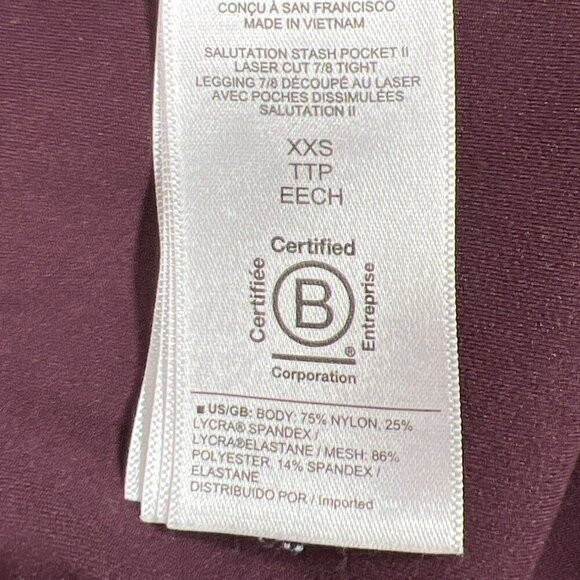 CONÇU À SAN FRANCISCO
MADE IN VIETNAM
SALUTATION STASH POCKET II
LASER CUT 7/8 TIGHT
LEGGING 7/8 DÉCOUPÉ AU LASER
AVEC POCHES DISSIMULÉES
SALUTATION II
XXS
TTP
EECH
Certified
Certifiée
B
Entreprise
®
Corporation
■ US/GB: BODY: 75% NYLON, 25%
LYCRA® SPANDEX /
LYCRA®ELASTANE / MESH: 86%
POLYESTER, 14% SPANDEX /
ELASTANE
DISTRIBUIDO POR / Imported